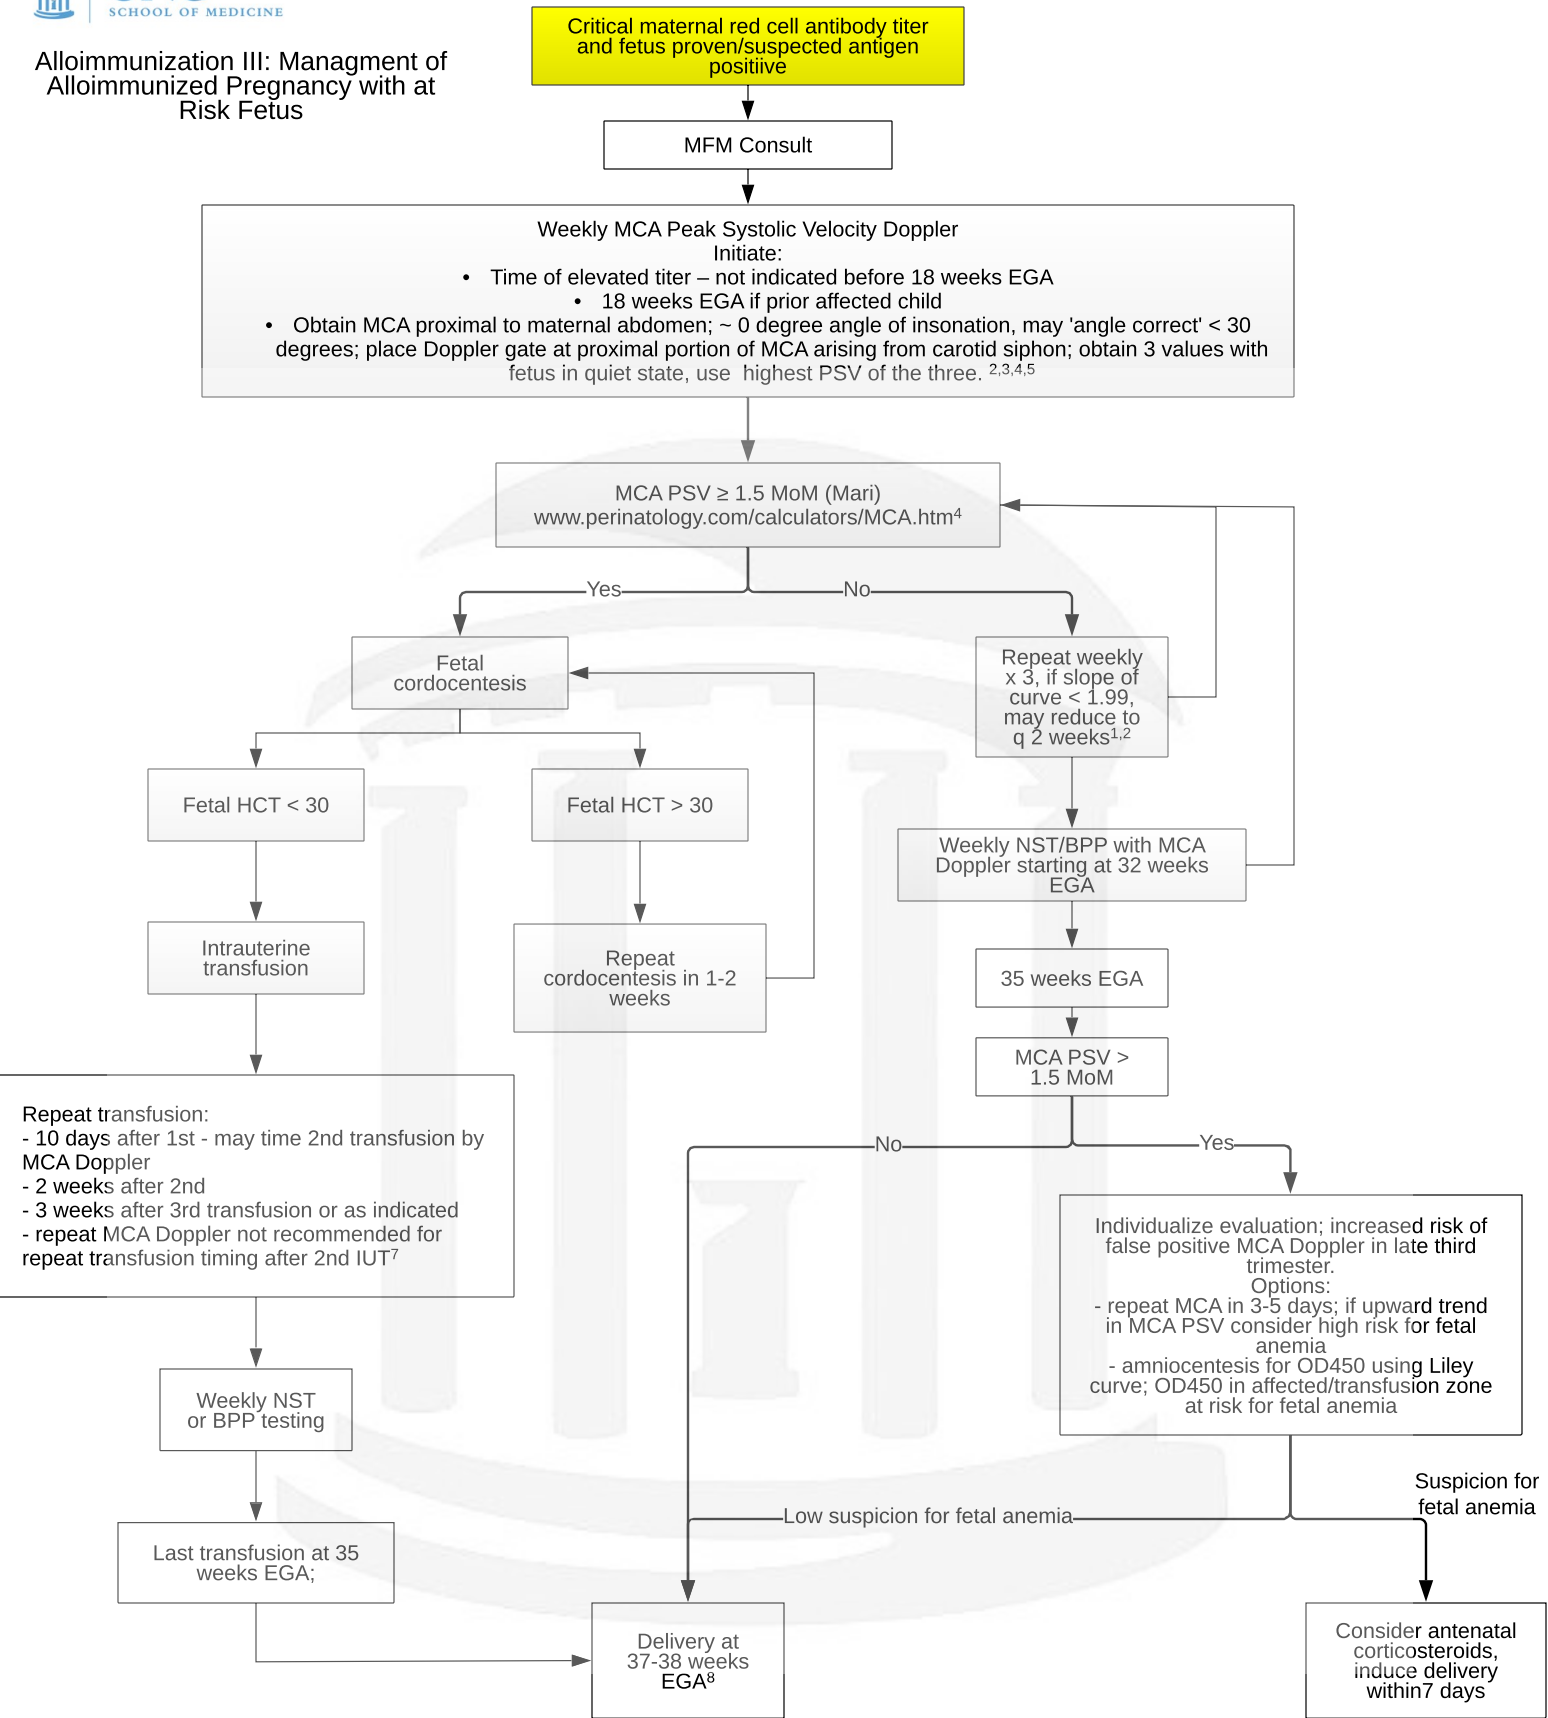 SCHOOL OF MEDICINE
Alloimmunization III: Managment of
Alloimmunized Pregnancy with at
Risk Fetus
Critical maternal red cell antibody titer
and fetus proven/suspected antigen
positiive
MFM Consult
Weekly MCA Peak Systolic Velocity Doppler
Initiate:
• Time of elevated titer – not indicated before 18 weeks EGA
• 18 weeks EGA if prior affected child
• Obtain MCA proximal to maternal abdomen; ~ 0 degree angle of insonation, may 'angle correct' < 30
degrees; place Doppler gate at proximal portion of MCA arising from carotid siphon; obtain 3 values with
fetus in quiet state, use highest PSV of the three. 2,3,4,5
MCA PSV ≥ 1.5 MoM (Mari)
www.perinatology.com/calculators/MCA.htm4
Yes
No
Fetal
cordocentesis
Repeat weekly
x 3, if slope of
curve < 1.99,
may reduce to
q 2 weeks1,2
Fetal HCT < 30
Fetal HCT > 30
Weekly NST/BPP with MCA
Doppler starting at 32 weeks
EGA
Intrauterine
transfusion
Repeat
cordocentesis in 1-2
weeks
35 weeks EGA
MCA PSV >
1.5 MoM
Repeat transfusion:
- 10 days after 1st - may time 2nd transfusion by
MCA Doppler
- 2 weeks after 2nd
- 3 weeks after 3rd transfusion or as indicated
- repeat MCA Doppler not recommended for
repeat transfusion timing after 2nd IUT7
No
Yes
Individualize evaluation; increased risk of
false positive MCA Doppler in late third
trimester.
Options:
- repeat MCA in 3-5 days; if upward trend
in MCA PSV consider high risk for fetal
anemia
- amniocentesis for OD450 using Liley
curve; OD450 in affected/transfusion zone
at risk for fetal anemia
Weekly NST
or BPP testing
Suspicion for
fetal anemia
Low suspicion for fetal anemia
Last transfusion at 35
weeks EGA;
Delivery at
37-38 weeks
EGA8
Consider antenatal
corticosteroids,
induce delivery
within7 days